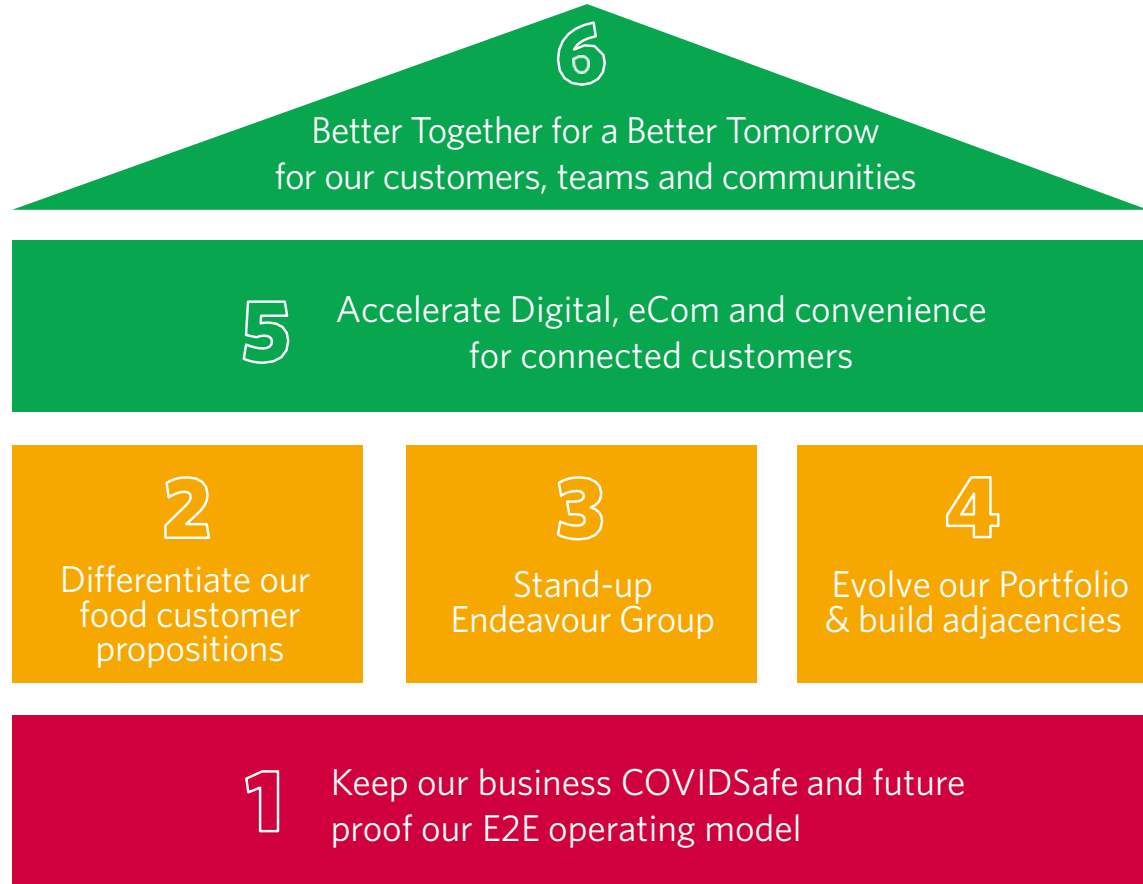 6
Better Together for a Better Tomorrow
for our customers, teams and communities
5
Accelerate Digital, eCom and convenience
for connected customers
2
Differentiate our
food customer
propositions
3
Stand-up
Endeavour Group
4
Evolve our Portfolio
& build adjacencies
1
Keep our business COVIDSafe and future
proof our E2E operating model